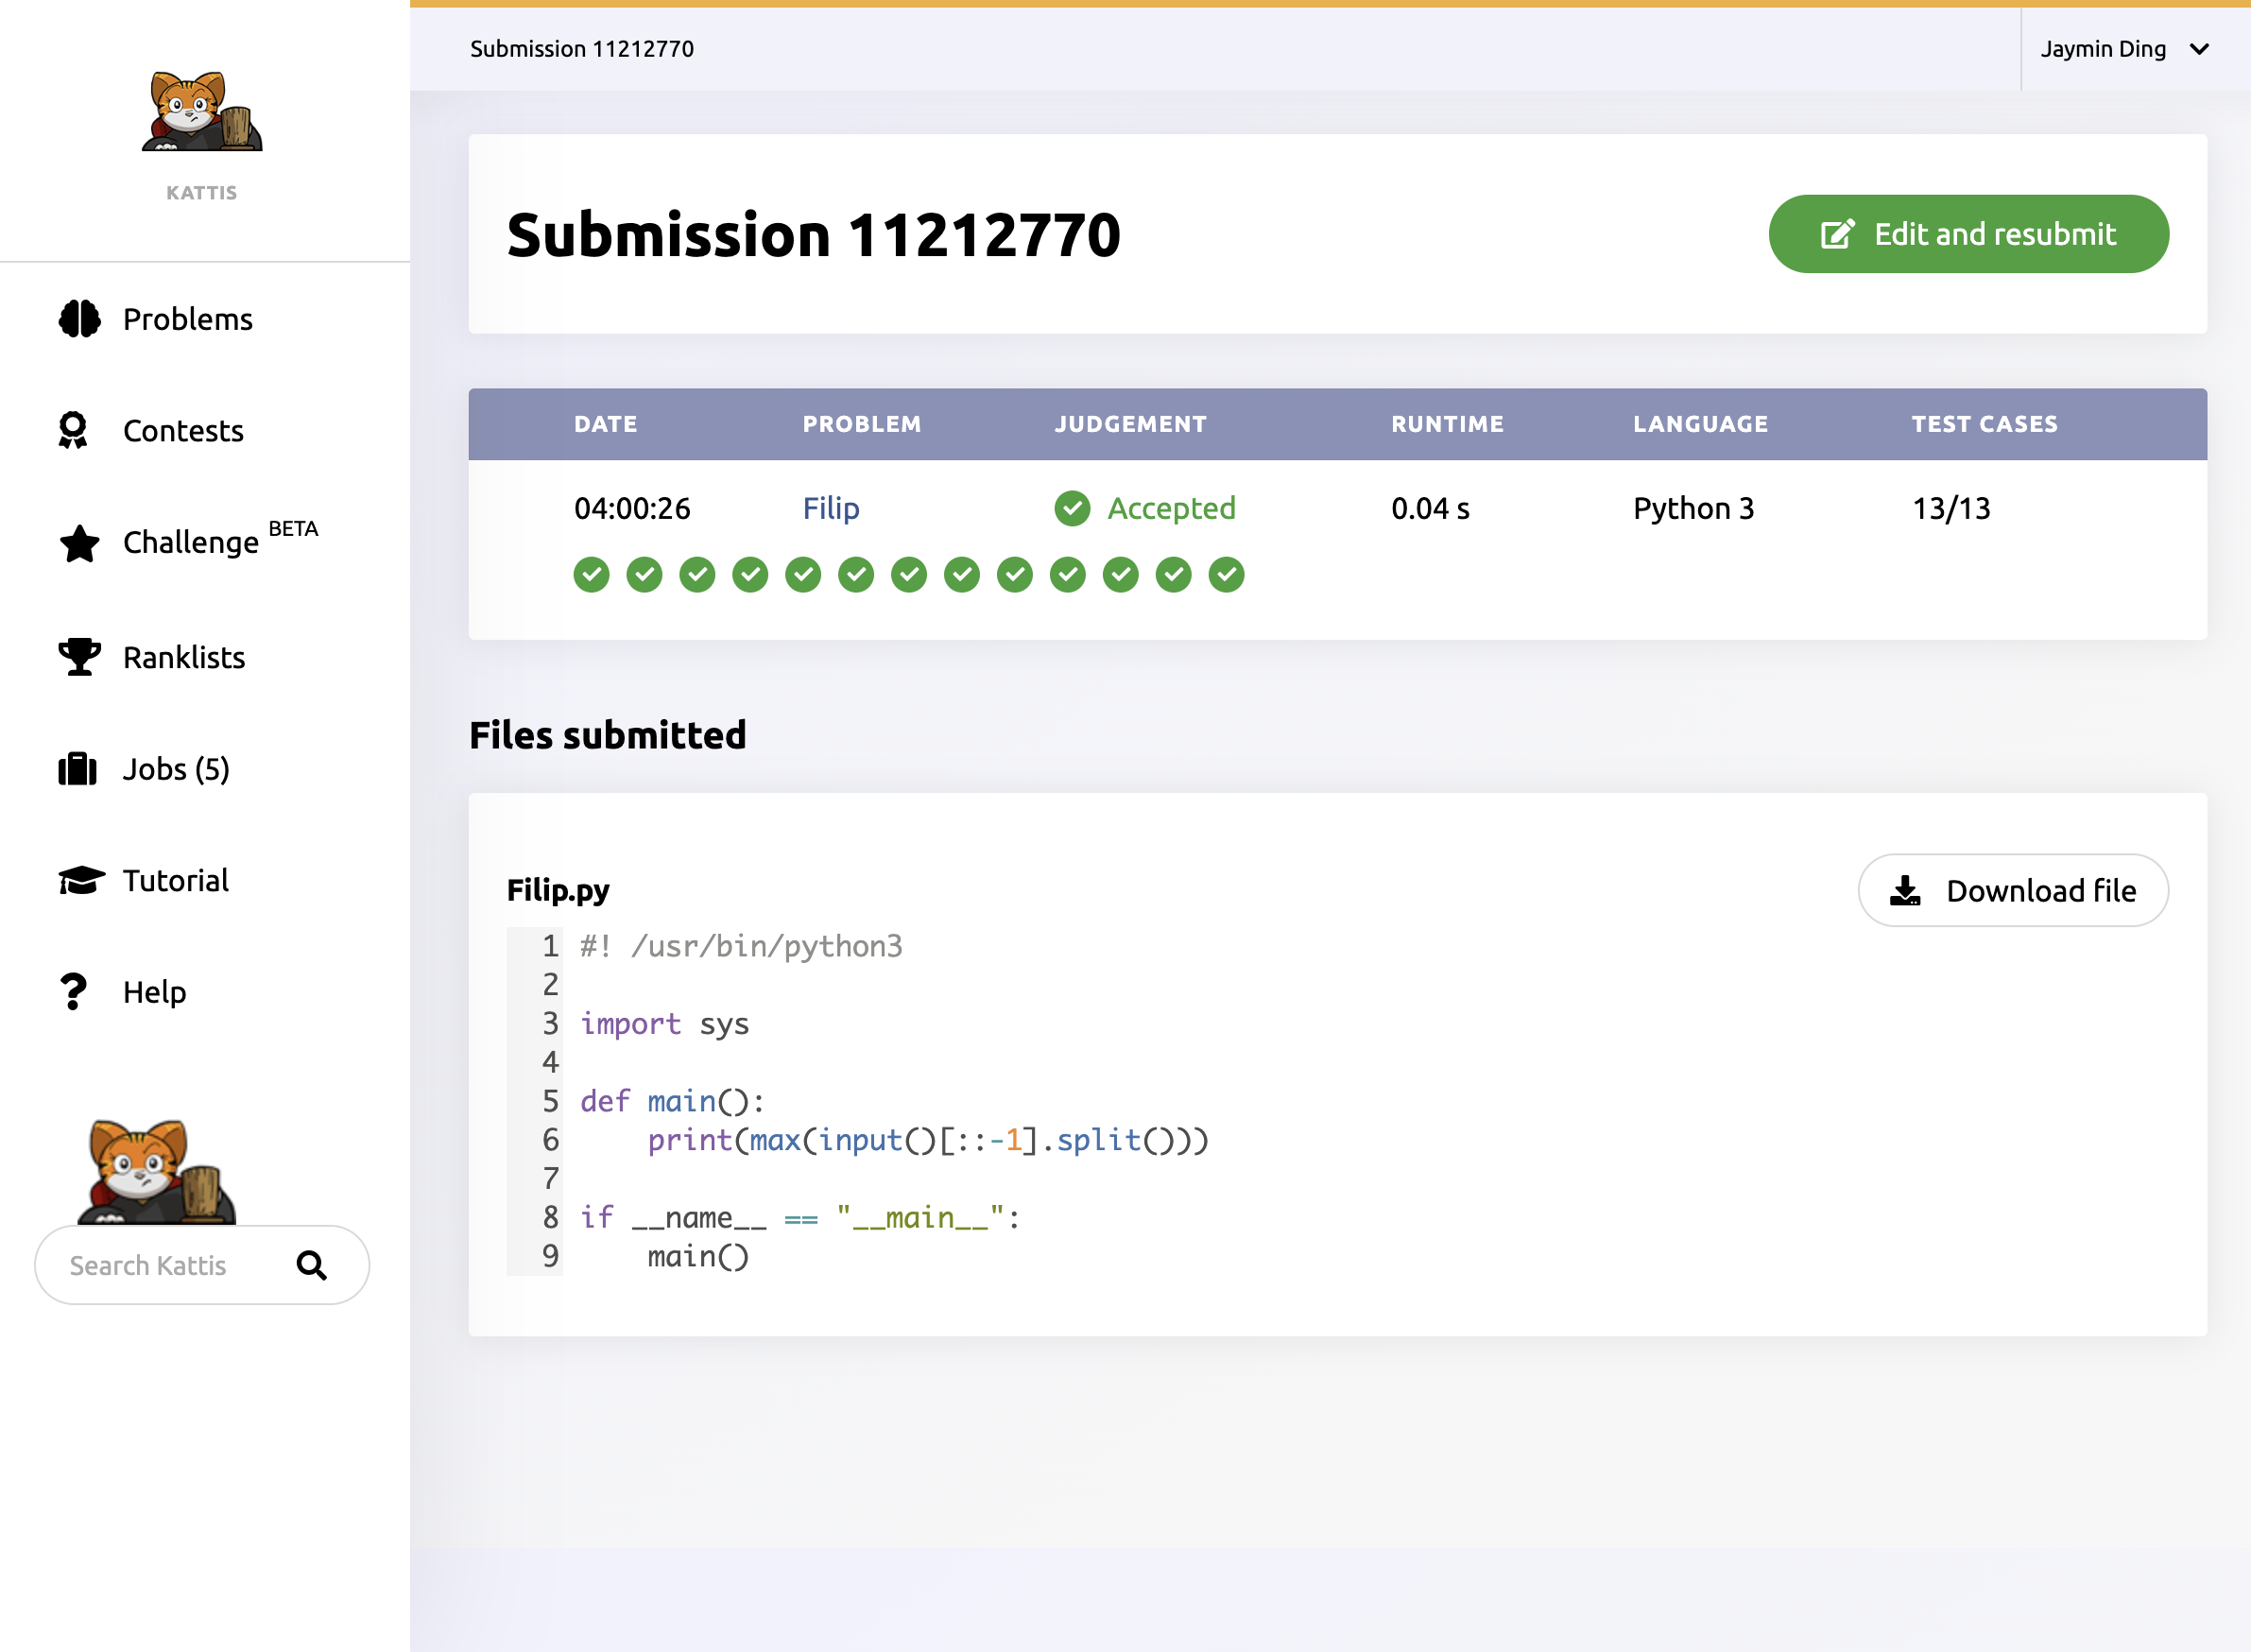 Submission 11212770
Jaymin Ding
KATTIS
Problems
Contests
Challenge BETA
Ranklists
Jobs (5)
Tutorial
Help
Search Kattis
Submission 11212770
Edit and resubmit
DATE PROBLEM JUDGEMENT RUNTIME LANGUAGE TEST CASES
04:00:26 Filip Accepted 0.04 s Python 3 13/13
Files submitted
Filip.py
Download file
1 #! /usr/bin/python3
2
3 import sys
4
5 def main():
6     print(max(input()[::-1].split()))
7
8 if __name__ == "__main__":
9     main()